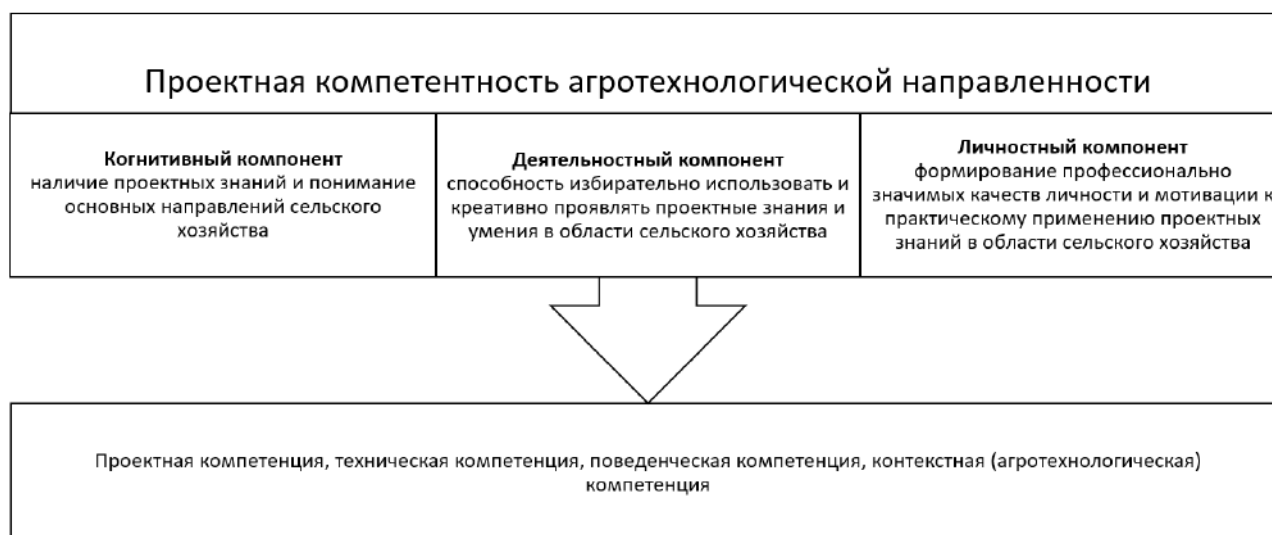 Проектная компетентность агротехнологической направленности
Когнитивный компонент
наличие проектных знаний и понимание
основных направлений сельского
хозяйства
Деятельностный компонент
способность избирательно использовать и
креативно проявлять проектные знания и
умения в области сельского хозяйства
Личностный компонент
формирование профессионально
значимых качеств личности и мотивации к
практическому применению проектных
знаний в области сельского хозяйства
Проектная компетенция, техническая компетенция, поведенческая компетенция, контекстная (агротехнологическая)
компетенция